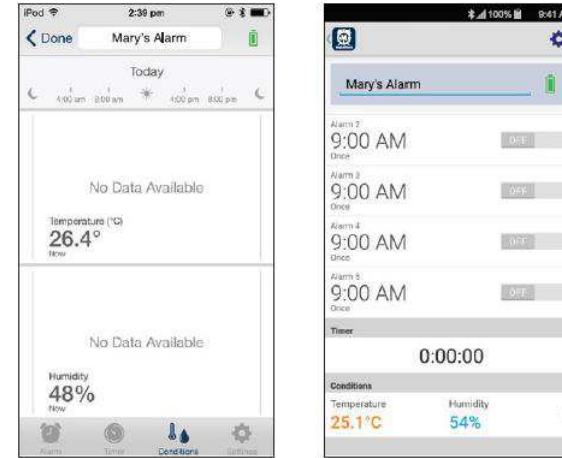 iPod 2:39 pm
Done Mary's Alarm
Today
4:00 am 8:00 am 4:00 pm 8:00 pm
No Data Available
Temperature (°C)
26.4°
Now
No Data Available
Humidity
48%
Now
Alarm Timer Conditions Settings
100% 9:41 A
Mary's Alarm
Alarm 2
9:00 AM OFF
Once
Alarm 3
9:00 AM OFF
Once
Alarm 4
9:00 AM OFF
Once
Alarm 5
9:00 AM OFF
Once
Timer
0:00:00
Conditions
Temperature Humidity
25.1°C 54%